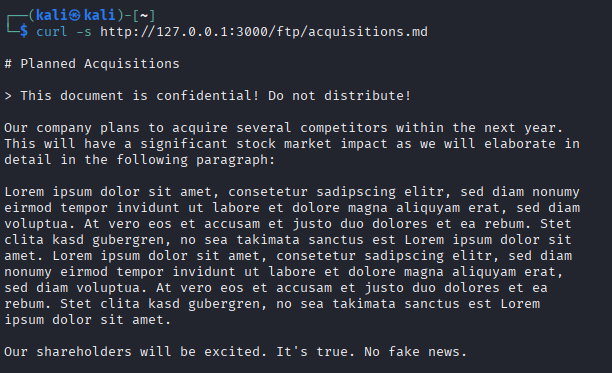 ┌──(kali㉿kali)-[~]
└─$ curl -s http://127.0.0.1:3000/ftp/acquisitions.md
# Planned Acquisitions
> This document is confidential! Do not distribute!
Our company plans to acquire several competitors within the next year.
This will have a significant stock market impact as we will elaborate in
detail in the following paragraph:
Lorem ipsum dolor sit amet, consetetur sadipscing elitr, sed diam nonumy
eirmod tempor invidunt ut labore et dolore magna aliquyam erat, sed diam
voluptua. At vero eos et accusam et justo duo dolores et ea rebum. Stet
clita kasd gubergren, no sea takimata sanctus est Lorem ipsum dolor sit
amet. Lorem ipsum dolor sit amet, consetetur sadipscing elitr, sed diam
nonumy eirmod tempor invidunt ut labore et dolore magna aliquyam erat,
sed diam voluptua. At vero eos et accusam et justo duo dolores et ea
rebum. Stet clita kasd gubergren, no sea takimata sanctus est Lorem
ipsum dolor sit amet.
Our shareholders will be excited. It's true. No fake news.